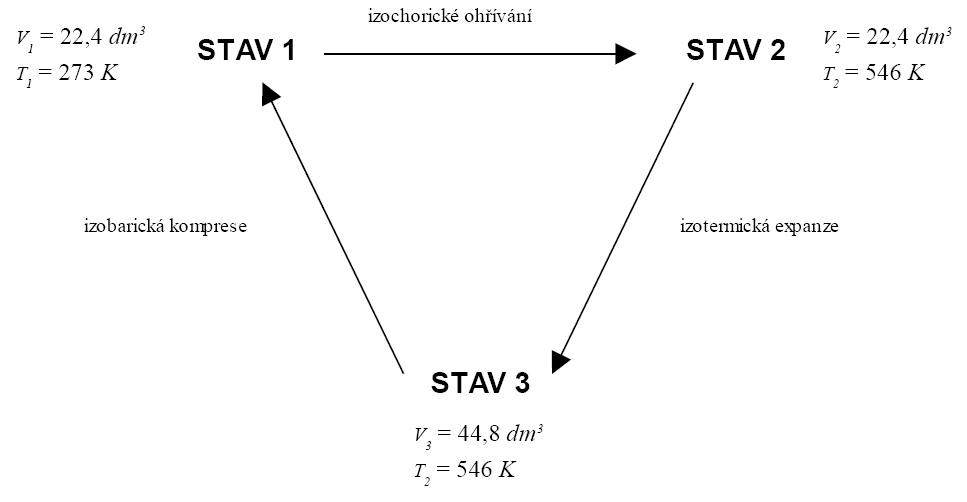 izochorické ohřívání
V1 = 22,4 dm³
T1 = 273 K
STAV 1
STAV 2
V2 = 22,4 dm³
T2 = 546 K
izobarická komprese
izotermická expanze
STAV 3
V3 = 44,8 dm³
T2 = 546 K